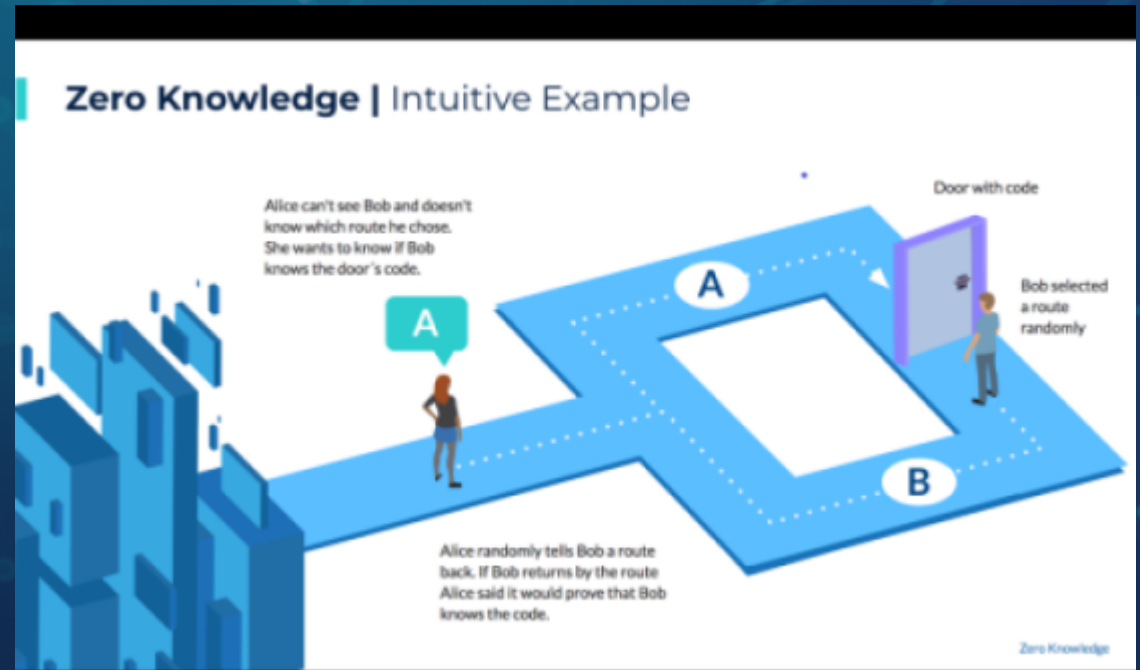 Zero Knowledge | Intuitive Example
Alice can't see Bob and doesn't
know which route he chose.
She wants to know if Bob
knows the door´s code.
A
A
Door with code
Bob selected
a route
randomly
B
Alice randomly tells Bob a route
back. If Bob returns by the route
Alice said it would prove that Bob
knows the code.
Zero Knowledge